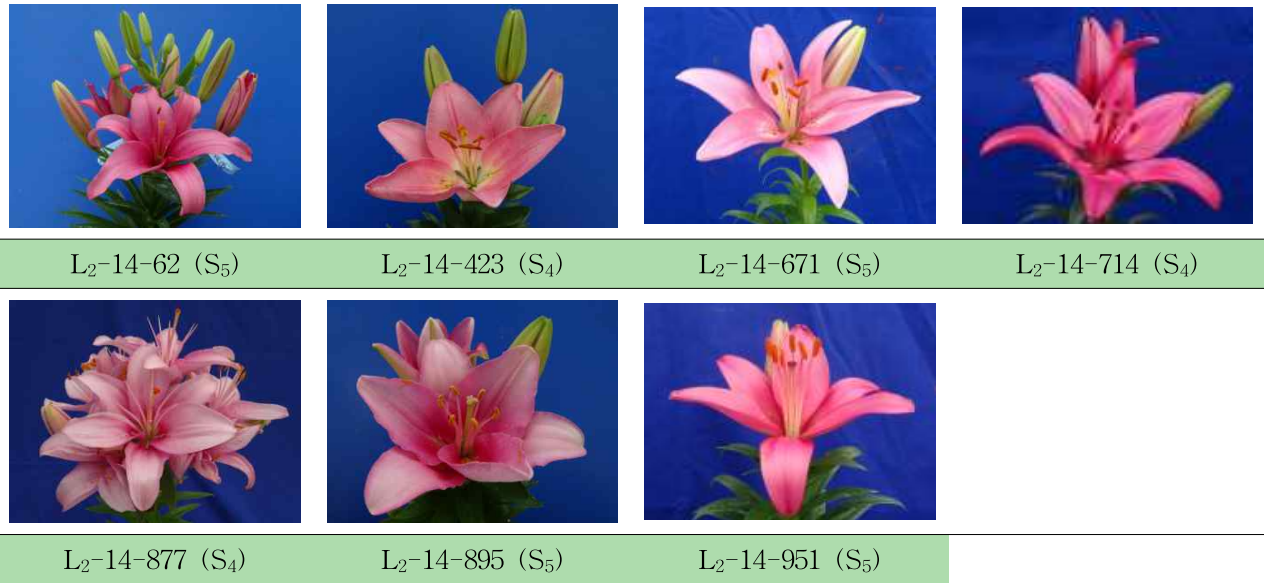 L₂-14-62 (S₅) L₂-14-423 (S₄) L₂-14-671 (S₅) L₂-14-714 (S₄)
L₂-14-877 (S₄) L₂-14-895 (S₅) L₂-14-951 (S₅)